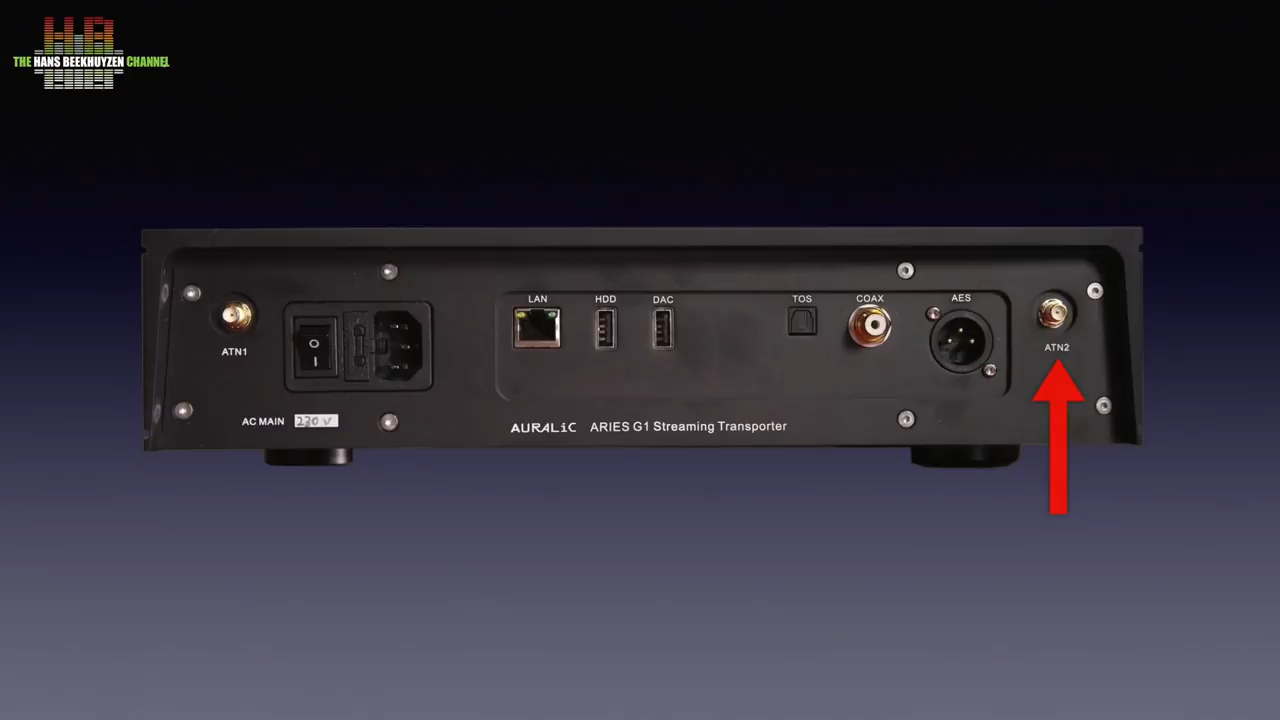 THE HANS BEEKHUYZEN CHANNEL
LAN HDD DAC TOS COAX AES
ATN1
ATN2
O
I
AC MAIN 230 V
AURALiC ARIES G1 Streaming Transporter